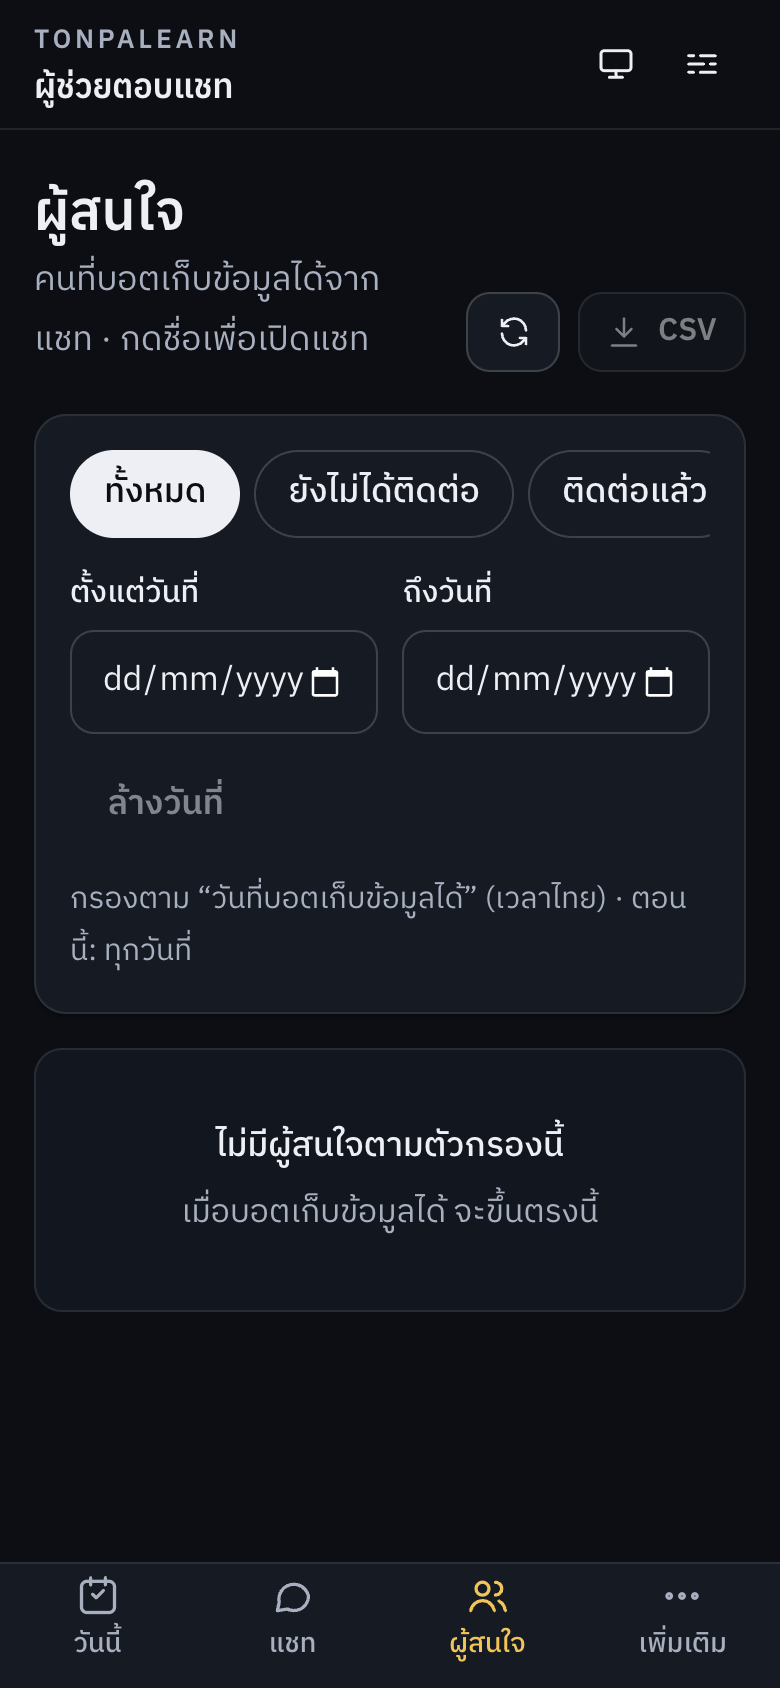 TONPALEARN
ผู้ช่วยตอบแชท
ผู้สนใจ
คนที่บอตเก็บข้อมูลได้จาก
แชท · กดชื่อเพื่อเปิดแชท
CSV
ทั้งหมด ยังไม่ได้ติดต่อ ติดต่อแล้ว
ตั้งแต่วันที่ ถึงวันที่
dd/mm/yyyy dd/mm/yyyy
ล้างวันที่
กรองตาม “วันที่บอตเก็บข้อมูลได้” (เวลาไทย) · ตอน
นี้: ทุกวันที่
ไม่มีผู้สนใจตามตัวกรองนี้
เมื่อบอตเก็บข้อมูลได้ จะขึ้นตรงนี้
วันนี้ แชท ผู้สนใจ เพิ่มเติม